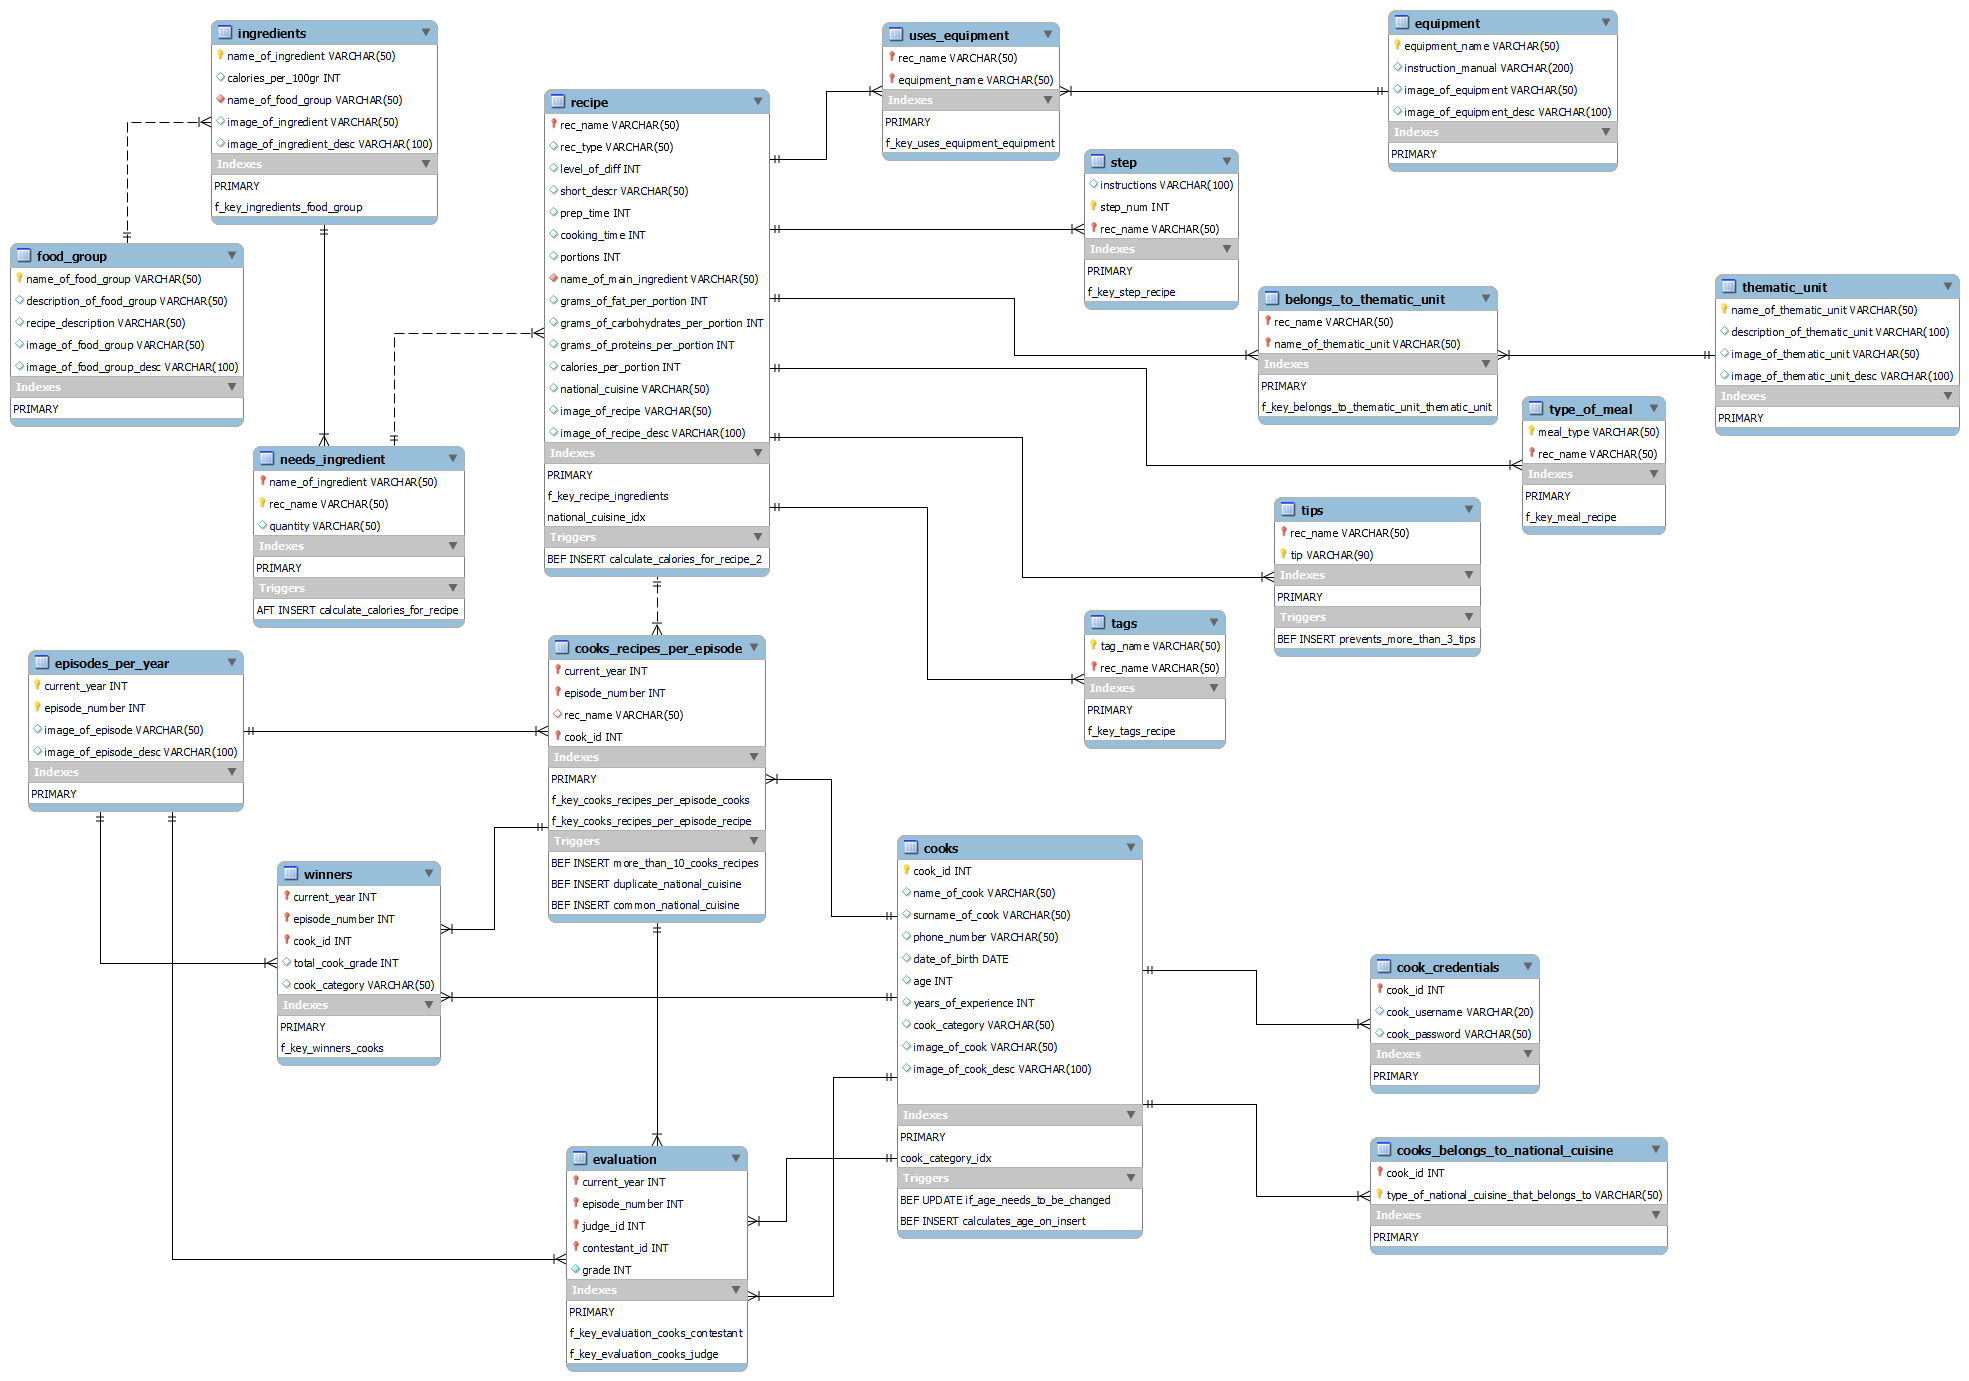 ingredients
name_of_ingredient VARCHAR(50)
calories_per_100gr INT
name_of_food_group VARCHAR(50)
image_of_ingredient VARCHAR(50)
image_of_ingredient_desc VARCHAR(100)
Indexes
PRIMARY
f_key_ingredients_food_group
food_group
name_of_food_group VARCHAR(50)
description_of_food_group VARCHAR(50)
recipe_description VARCHAR(50)
image_of_food_group VARCHAR(50)
image_of_food_group_desc VARCHAR(100)
Indexes
PRIMARY
needs_ingredient
name_of_ingredient VARCHAR(50)
rec_name VARCHAR(50)
quantity VARCHAR(50)
Indexes
PRIMARY
Triggers
AFT INSERT calculate_calories_for_recipe
recipe
rec_name VARCHAR(50)
rec_type VARCHAR(50)
level_of_diff INT
short_descr VARCHAR(50)
prep_time INT
cooking_time INT
portions INT
name_of_main_ingredient VARCHAR(50)
grams_of_fat_per_portion INT
grams_of_carbohydrates_per_portion INT
grams_of_proteins_per_portion INT
calories_per_portion INT
national_cuisine VARCHAR(50)
image_of_recipe VARCHAR(50)
image_of_recipe_desc VARCHAR(100)
Indexes
PRIMARY
f_key_recipe_ingredients
national_cuisine_idx
Triggers
BEF INSERT calculate_calories_for_recipe_2
uses_equipment
rec_name VARCHAR(50)
equipment_name VARCHAR(50)
Indexes
PRIMARY
f_key_uses_equipment_equipment
equipment
equipment_name VARCHAR(50)
instruction_manual VARCHAR(200)
image_of_equipment VARCHAR(50)
image_of_equipment_desc VARCHAR(100)
Indexes
PRIMARY
step
instructions VARCHAR(100)
step_num INT
rec_name VARCHAR(50)
Indexes
PRIMARY
f_key_step_recipe
belongs_to_thematic_unit
rec_name VARCHAR(50)
name_of_thematic_unit VARCHAR(50)
Indexes
PRIMARY
f_key_belongs_to_thematic_unit_thematic_unit
thematic_unit
name_of_thematic_unit VARCHAR(50)
description_of_thematic_unit VARCHAR(100)
image_of_thematic_unit VARCHAR(50)
image_of_thematic_unit_desc VARCHAR(100)
Indexes
PRIMARY
type_of_meal
meal_type VARCHAR(50)
rec_name VARCHAR(50)
Indexes
PRIMARY
f_key_meal_recipe
tips
rec_name VARCHAR(50)
tip VARCHAR(90)
Indexes
PRIMARY
Triggers
BEF INSERT prevents_more_than_3_tips
tags
tag_name VARCHAR(50)
rec_name VARCHAR(50)
Indexes
PRIMARY
f_key_tags_recipe
episodes_per_year
current_year INT
episode_number INT
image_of_episode VARCHAR(50)
image_of_episode_desc VARCHAR(100)
Indexes
PRIMARY
cooks_recipes_per_episode
current_year INT
episode_number INT
rec_name VARCHAR(50)
cook_id INT
Indexes
PRIMARY
f_key_cooks_recipes_per_episode_cooks
f_key_cooks_recipes_per_episode_recipe
Triggers
BEF INSERT more_than_10_cooks_recipes
BEF INSERT duplicate_national_cuisine
BEF INSERT common_national_cuisine
winners
current_year INT
episode_number INT
cook_id INT
total_cook_grade INT
cook_category VARCHAR(50)
Indexes
PRIMARY
f_key_winners_cooks
cooks
cook_id INT
name_of_cook VARCHAR(50)
surname_of_cook VARCHAR(50)
phone_number VARCHAR(50)
date_of_birth DATE
age INT
years_of_experience INT
cook_category VARCHAR(50)
image_of_cook VARCHAR(50)
image_of_cook_desc VARCHAR(100)
Indexes
PRIMARY
cook_category_idx
Triggers
BEF UPDATE if_age_needs_to_be_changed
BEF INSERT calculates_age_on_insert
cook_credentials
cook_id INT
cook_username VARCHAR(20)
cook_password VARCHAR(50)
Indexes
PRIMARY
cooks_belongs_to_national_cuisine
cook_id INT
type_of_national_cuisine_that_belongs_to VARCHAR(50)
Indexes
PRIMARY
evaluation
current_year INT
episode_number INT
judge_id INT
contestant_id INT
grade INT
Indexes
PRIMARY
f_key_evaluation_cooks_contestant
f_key_evaluation_cooks_judge